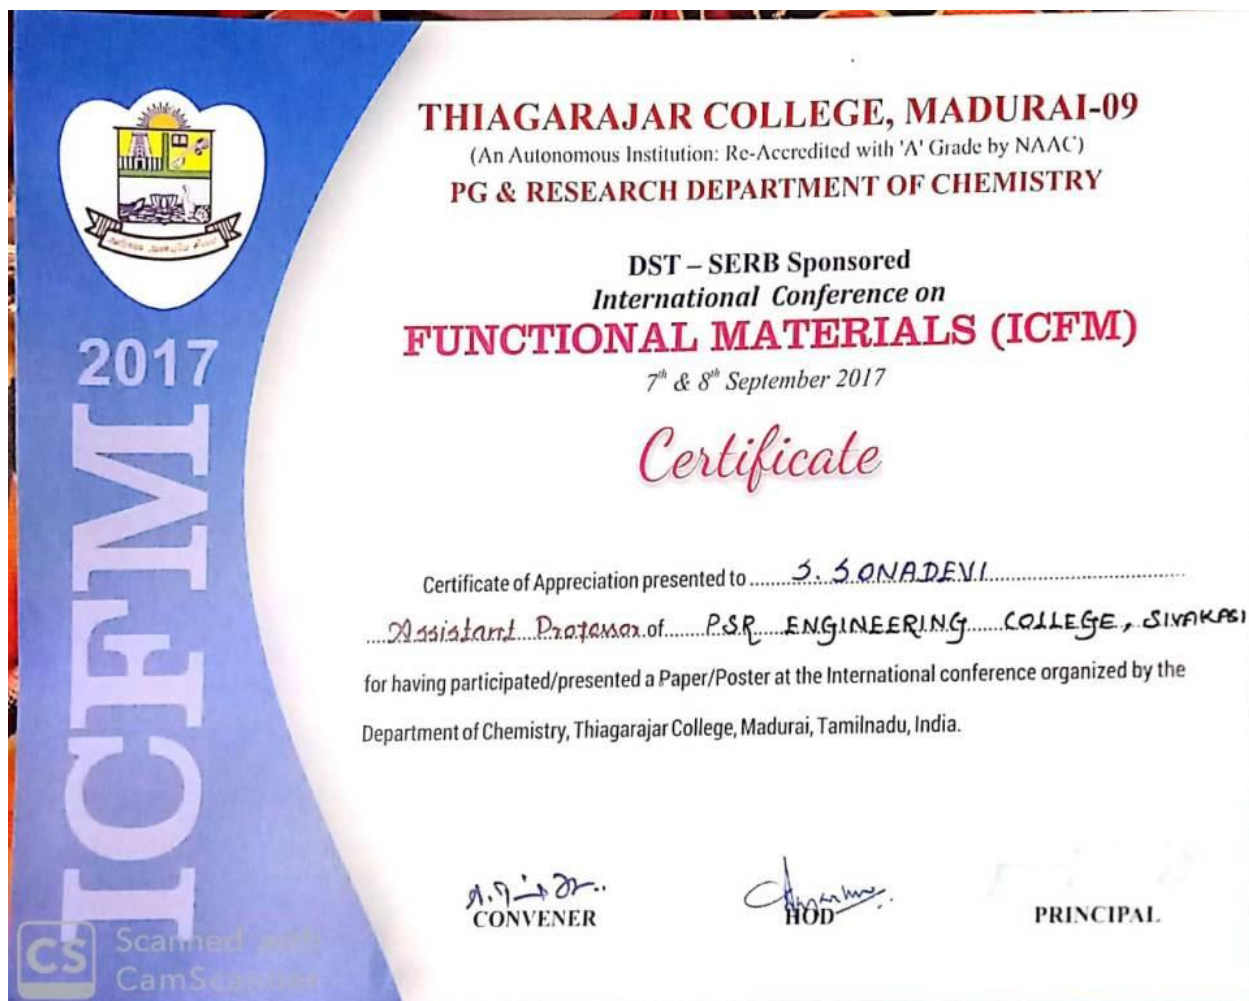 THIAGARAJAR COLLEGE, MADURAI-09
(An Autonomous Institution: Re-Accredited with 'A' Grade by NAAC)
PG & RESEARCH DEPARTMENT OF CHEMISTRY
DST – SERB Sponsored
International Conference on
FUNCTIONAL MATERIALS (ICFM)
7th & 8th September 2017
Certificate
Certificate of Appreciation presented to S. SONADEVI
Assistant Professor of PSR ENGINEERING COLLEGE, SIVAKASI
for having participated/presented a Paper/Poster at the International conference organized by the
Department of Chemistry, Thiagarajar College, Madurai, Tamilnadu, India.
CONVENER
HOD
PRINCIPAL
2017
ICFM
CS Scanned with
CamScanner